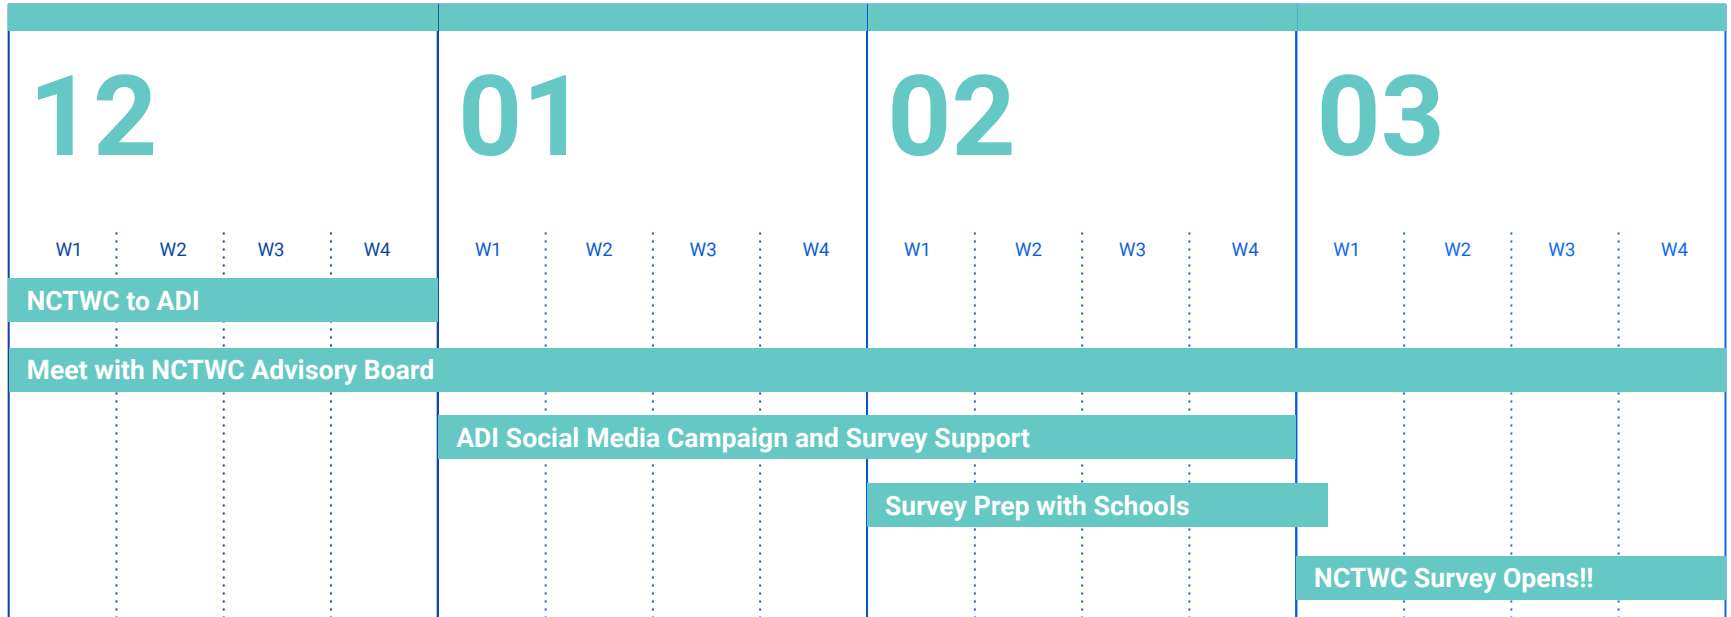 12 01 02 03
W1 W2 W3 W4 W1 W2 W3 W4 W1 W2 W3 W4 W1 W2 W3 W4
NCTWC to ADI
Meet with NCTWC Advisory Board
ADI Social Media Campaign and Survey Support
Survey Prep with Schools
NCTWC Survey Opens!!